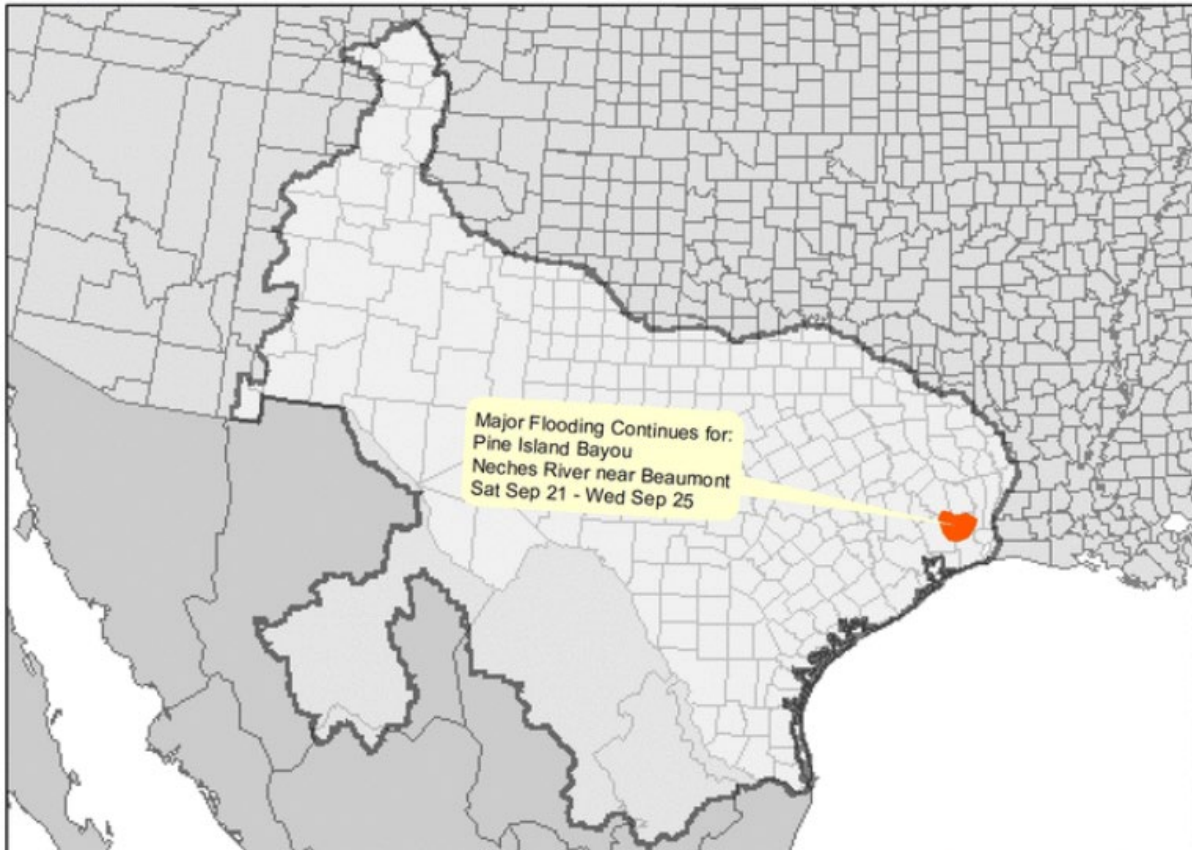 Major Flooding Continues for:
Pine Island Bayou
Neches River near Beaumont
Sat Sep 21 - Wed Sep 25